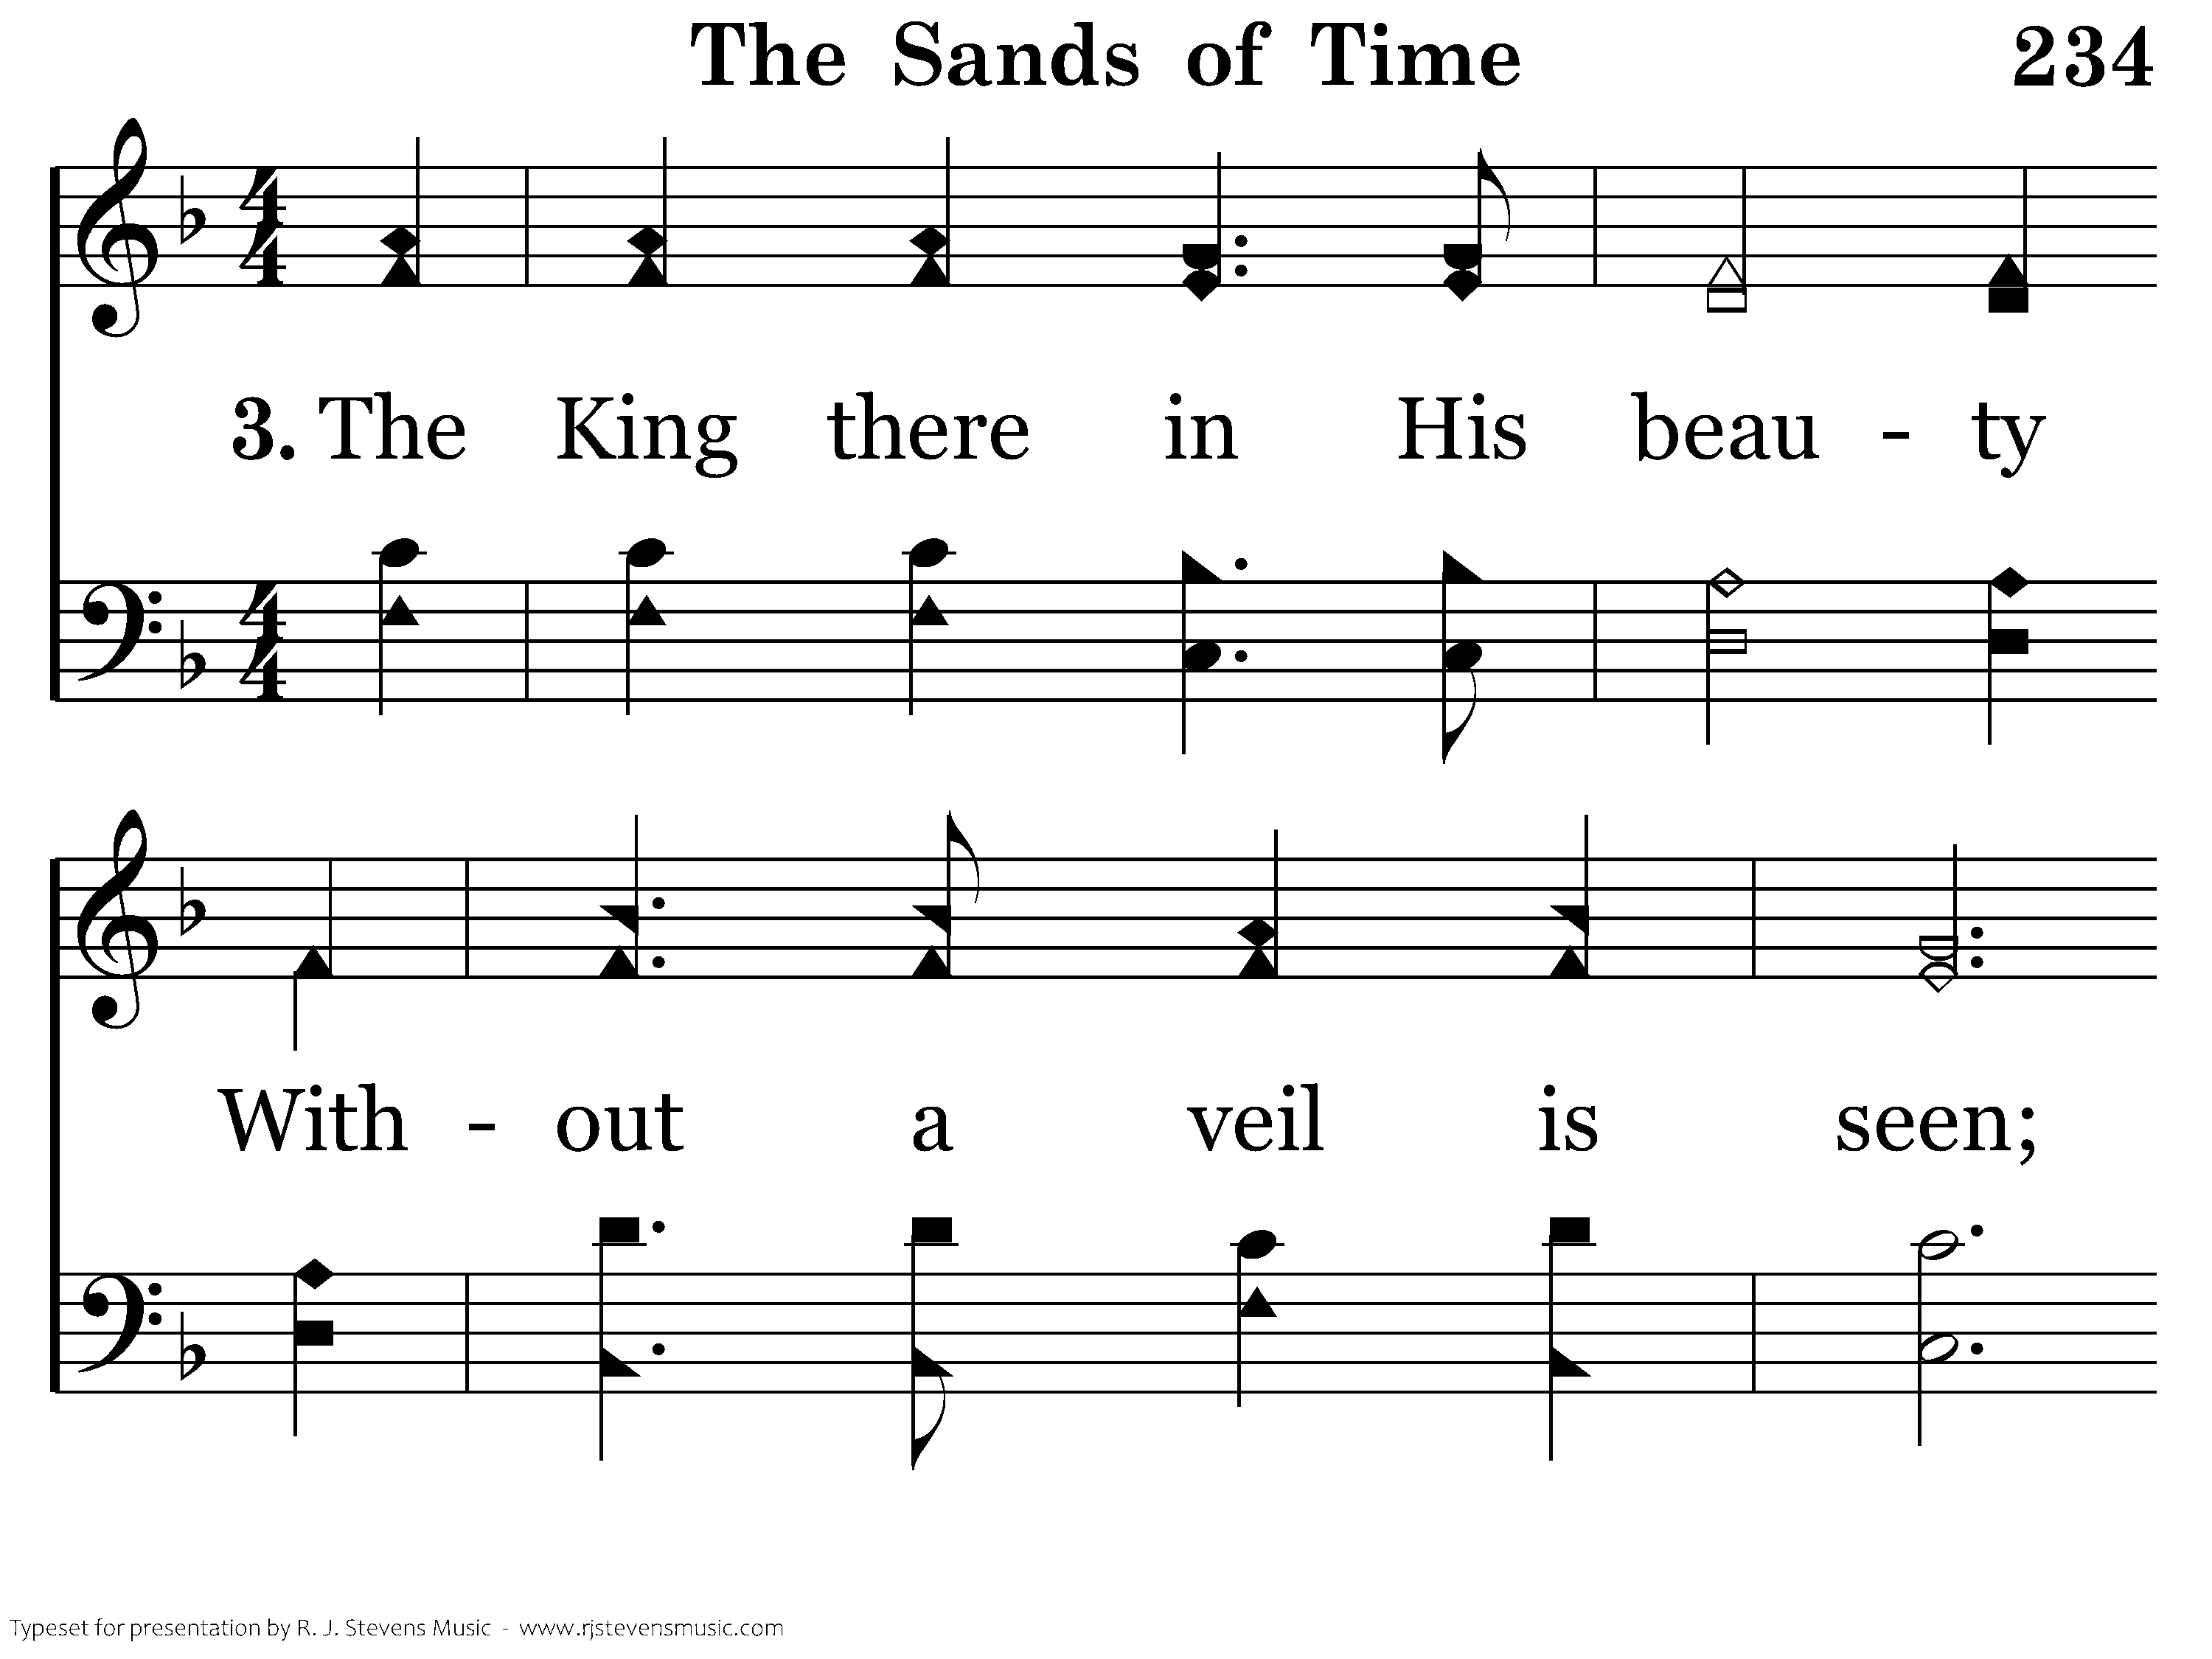 The Sands of Time 234
3. The King there in His beau - ty
With - out a veil is seen;
Typeset for presentation by R. J. Stevens Music - www.rjstevensmusic.com